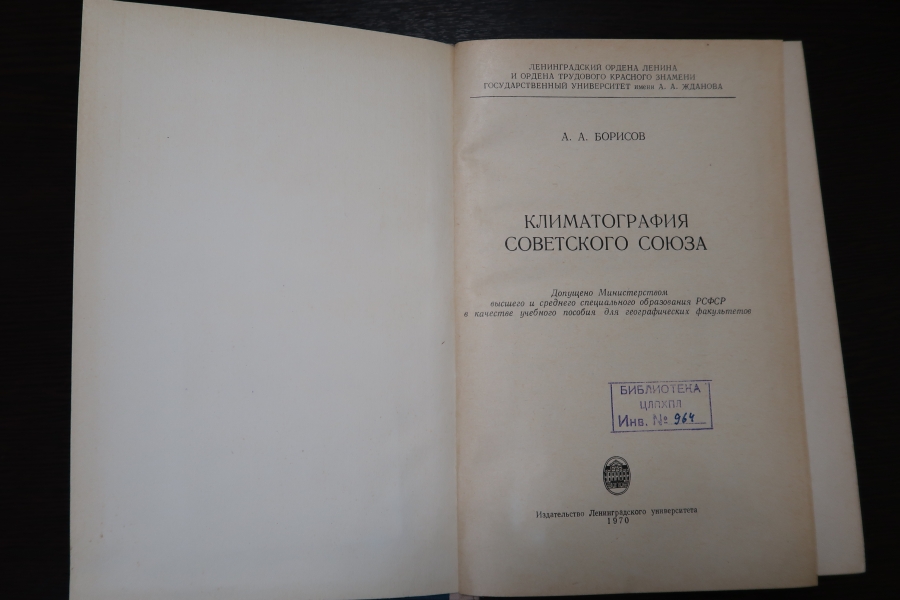 ЛЕНИНГРАДСКИЙ ОРДЕНА ЛЕНИНА
И ОРДЕНА ТРУДОВОГО КРАСНОГО ЗНАМЕНИ
ГОСУДАРСТВЕННЫЙ УНИВЕРСИТЕТ имени А. А. ЖДАНОВА
А. А. БОРИСОВ
КЛИМАТОГРАФИЯ
СОВЕТСКОГО СОЮЗА
Допущено Министерством
высшего и среднего специального образования РСФСР
в качестве учебного пособия для географических факультетов
БИБЛИОТЕКА
Инв. № 964
Издательство Ленинградского университета
1970